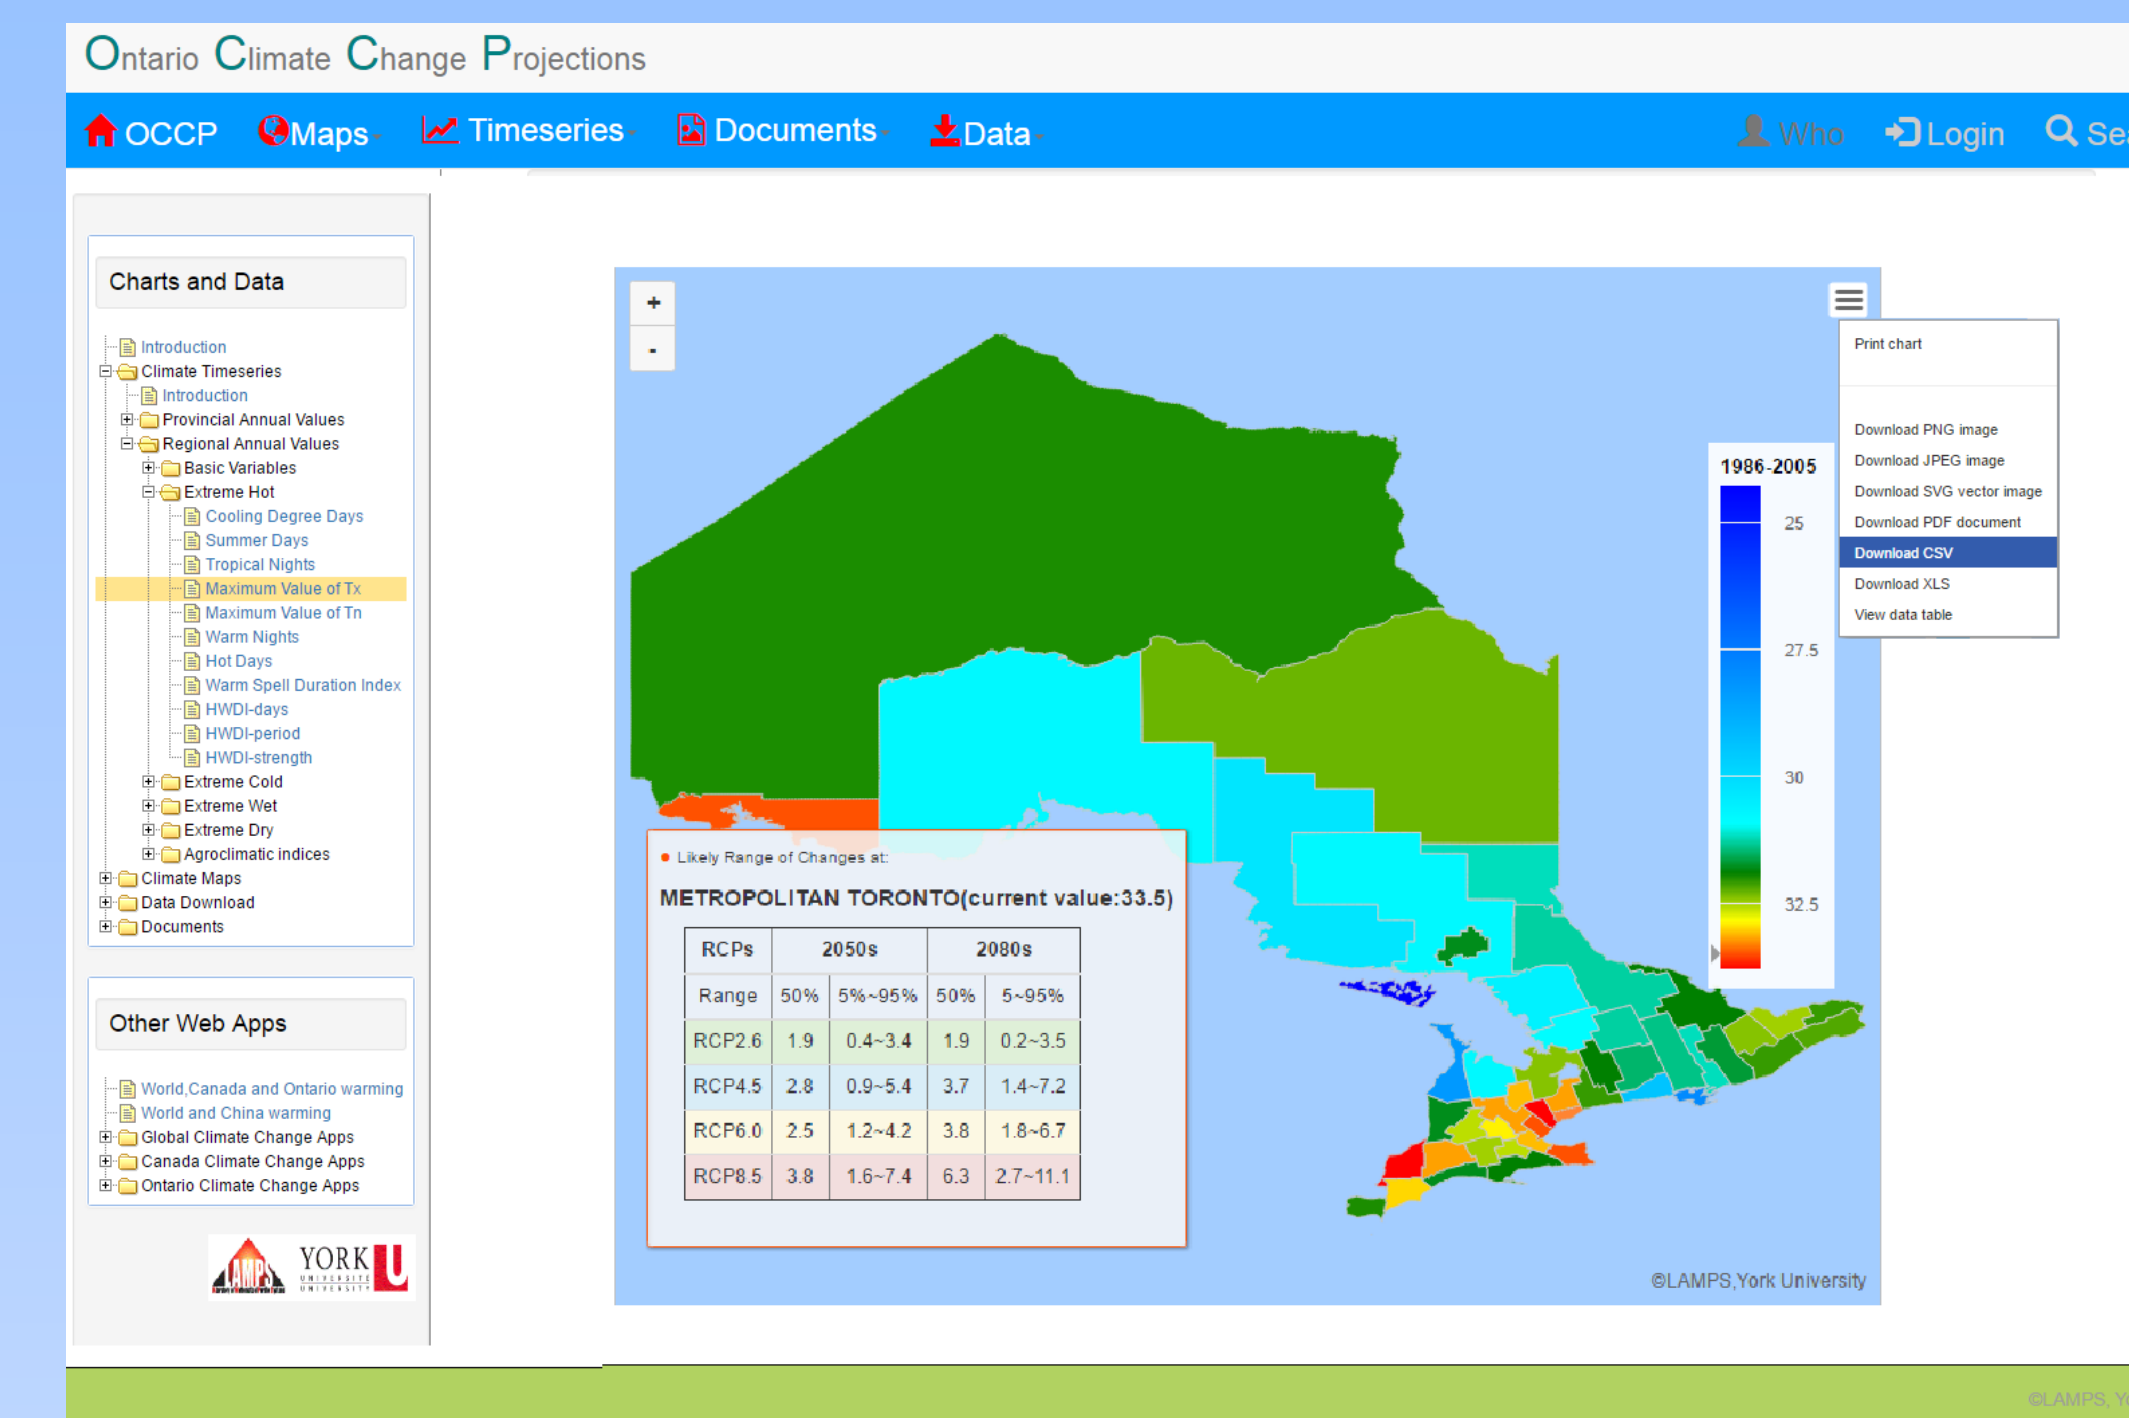 Ontario Climate Change Projections
OCCP Maps Timeseries Documents Data Who Login
Charts and Data
Introduction
Climate Timeseries
Introduction
Provincial Annual Values
Regional Annual Values
Basic Variables
Extreme Hot
Cooling Degree Days
Summer Days
Tropical Nights
Maximum Value of Tx
Maximum Value of Tn
Warm Nights
Hot Days
Warm Spell Duration Index
HWDI-days
HWDI-period
HWDI-strength
Extreme Cold
Extreme Wet
Extreme Dry
Agroclimatic indices
Climate Maps
Data Download
Documents
Other Web Apps
World,Canada and Ontario warming
World and China warming
Global Climate Change Apps
Canada Climate Change Apps
Ontario Climate Change Apps
LAMPS
YORK U
UNIVERSITÉ
UNIVERSITY
+
-
Print chart
Download PNG image
Download JPEG image
Download SVG vector image
Download PDF document
Download CSV
Download XLS
View data table
1986-2005
25
27.5
30
32.5
Likely Range of Changes at:
METROPOLITAN TORONTO(current value:33.5)
RCPs 2050s 2080s
Range 50% 5%~95% 50% 5~95%
RCP2.6 1.9 0.4~3.4 1.9 0.2~3.5
RCP4.5 2.8 0.9~5.4 3.7 1.4~7.2
RCP6.0 2.5 1.2~4.2 3.8 1.8~6.7
RCP8.5 3.8 1.6~7.4 6.3 2.7~11.1
©LAMPS,York University
©LAMPS,